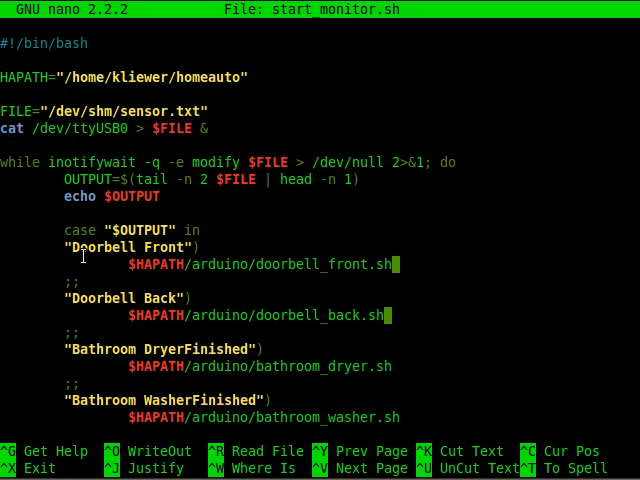 GNU nano 2.2.2 File: start_monitor.sh
#!/bin/bash
HAPATH="/home/kliewer/homeauto"
FILE="/dev/shm/sensor.txt"
cat /dev/ttyUSB0 > $FILE &
while inotifywait -q -e modify $FILE > /dev/null 2>&1; do
OUTPUT=$(tail -n 2 $FILE | head -n 1)
echo $OUTPUT
case "$OUTPUT" in
"Doorbell Front")
$HAPATH/arduino/doorbell_front.sh
;;
"Doorbell Back")
$HAPATH/arduino/doorbell_back.sh
;;
"Bathroom DryerFinished")
$HAPATH/arduino/bathroom_dryer.sh
;;
"Bathroom WasherFinished")
$HAPATH/arduino/bathroom_washer.sh
^G Get Help ^O WriteOut ^R Read File ^Y Prev Page ^K Cut Text ^C Cur Pos
^X Exit ^J Justify ^W Where Is ^V Next Page ^U UnCut Text ^T To Spell